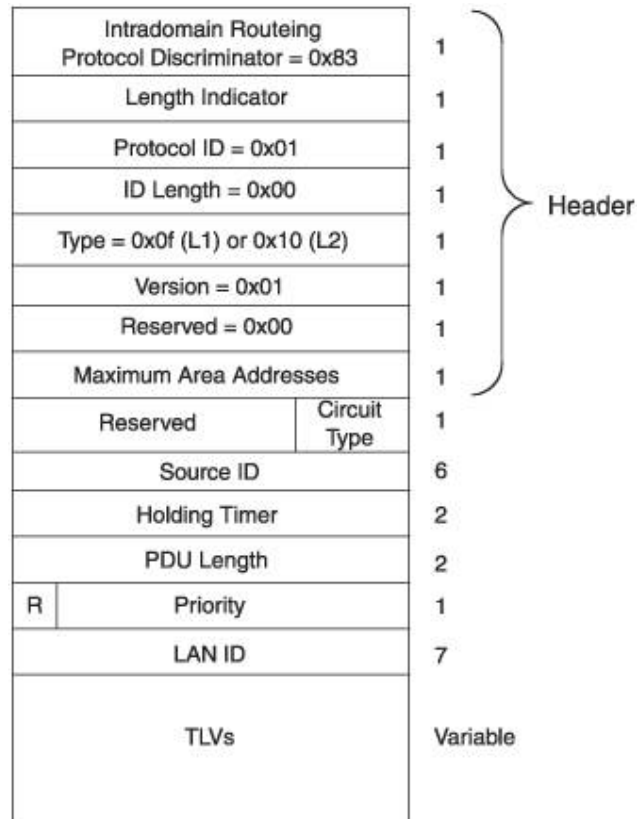 Intradomain Routeing
Protocol Discriminator = 0x83
1
Length Indicator
1
Protocol ID = 0x01
1
ID Length = 0x00
1
Header
Type = 0x0f (L1) or 0x10 (L2)
1
Version = 0x01
1
Reserved = 0x00
1
Maximum Area Addresses
1
Reserved
Circuit
Type
1
Source ID
6
Holding Timer
2
PDU Length
2
R
Priority
1
LAN ID
7
TLVs
Variable